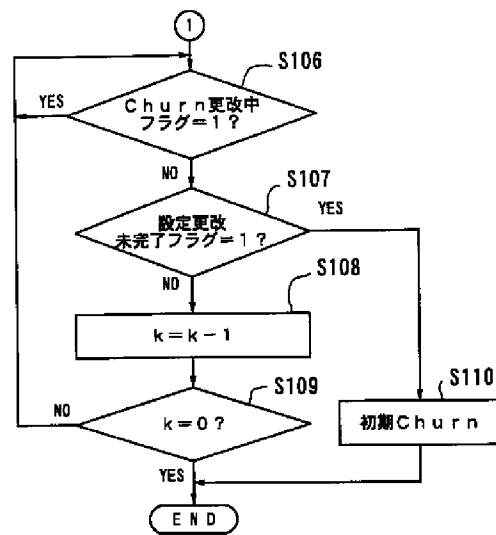 1
S106
Churn更改中
フラグ=1?
YES
NO
S107
設定更改
未完了フラグ=1?
YES
NO
S108
k=k-1
S109
k=0?
NO
YES
S110
初期Churn
END